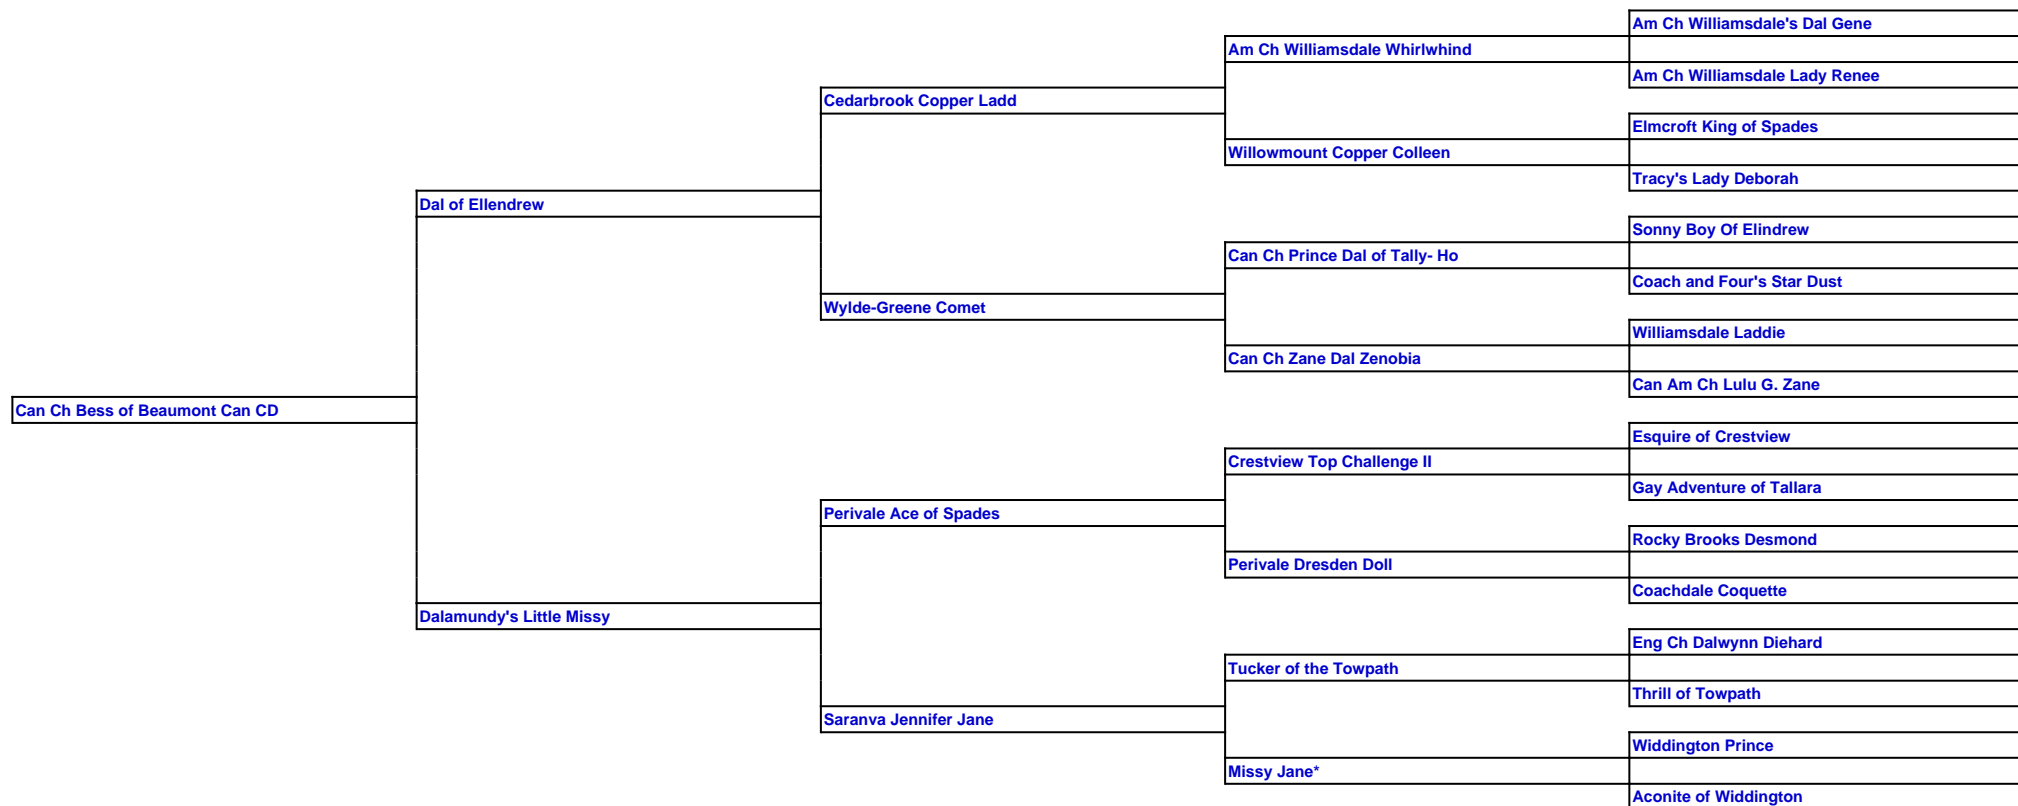 Am Ch Williamsdale's Dal Gene
Am Ch Williamsdale Whirlwhind
Am Ch Williamsdale Lady Renee
Cedarbrook Copper Ladd
Elmcroft King of Spades
Willowmount Copper Colleen
Tracy's Lady Deborah
Dal of Ellendrew
Sonny Boy Of Elindrew
Can Ch Prince Dal of Tally- Ho
Coach and Four's Star Dust
Wylde-Greene Comet
Williamsdale Laddie
Can Ch Zane Dal Zenobia
Can Am Ch Lulu G. Zane
Can Ch Bess of Beaumont Can CD
Esquire of Crestview
Crestview Top Challenge II
Gay Adventure of Tallara
Perivale Ace of Spades
Rocky Brooks Desmond
Perivale Dresden Doll
Coachdale Coquette
Dalamundy's Little Missy
Eng Ch Dalwynn Diehard
Tucker of the Towpath
Thrill of Towpath
Saranva Jennifer Jane
Widdington Prince
Missy Jane*
Aconite of Widdington